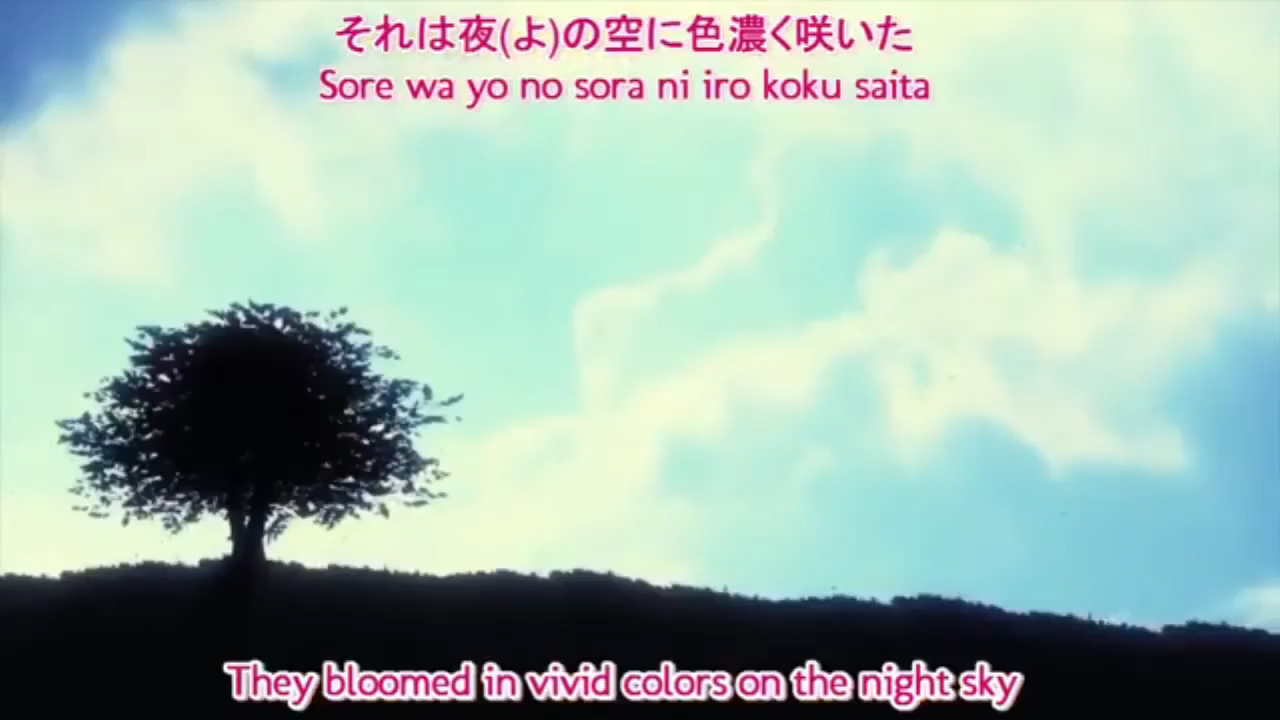 それは夜(よ)の空に色濃く咲いた
Sore wa yo no sora ni iro koku saita
They bloomed in vivid colors on the night sky